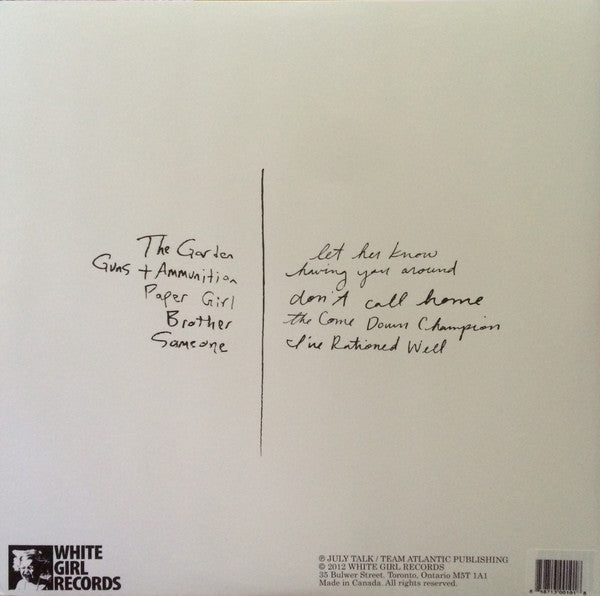 The Garden
Guns + Ammunition
Paper Girl
Brother
Someone
let her know
having you around
don't call home
the Come Down Champion
I've Rationed Well
WHITE
GIRL
RECORDS
℗ JULY TALK / TEAM ATLANTIC PUBLISHING
© 2012 WHITE GIRL RECORDS
35 Bulwer Street. Toronto, Ontario M5T 1A1
Made in Canada. All rights reserved.